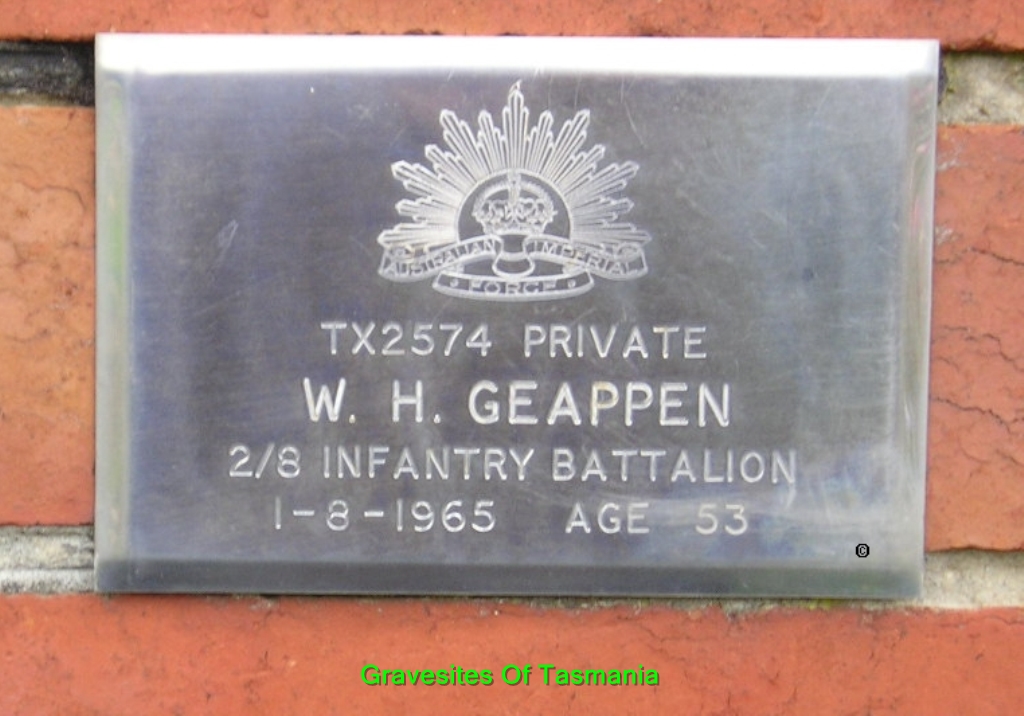 AUSTRALIAN IMPERIAL
FORCE
TX2574 PRIVATE
W. H. GEAPPEN
2/8 INFANTRY BATTALION
1-8-1965 AGE 53
©
Gravesites Of Tasmania